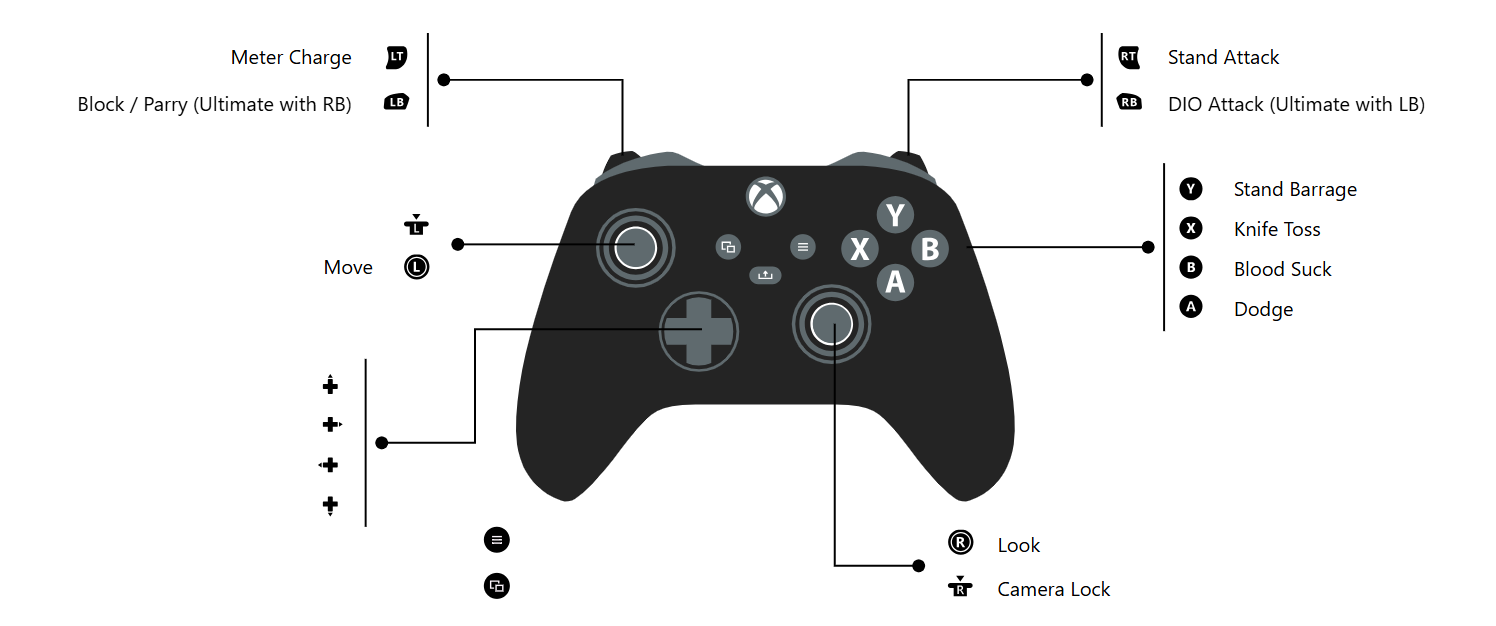 Meter Charge LT
Block / Parry (Ultimate with RB) LB
RT Stand Attack
RB DIO Attack (Ultimate with LB)
Y Stand Barrage
X Knife Toss
B Blood Suck
A Dodge
L
Move L
Y
X B
A
R Look
R Camera Lock